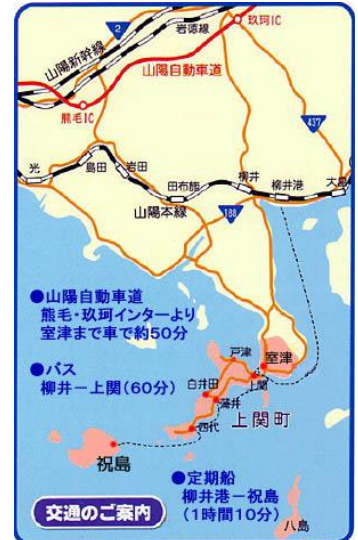 2
岩徳線
玖珂IC
山陽新幹線
山陽自動車道
熊毛IC
437
光
島田
岩田
田布施
柳井
柳井港
大畠
山陽本線
188
●山陽自動車道
熊毛・玖珂インターより
室津まで車で約50分
戸津
室津
●バス
柳井－上関(60分)
白井田
上関
蒲井
上関町
四代
祝島
●定期船
柳井港－祝島
(1時間10分)
交通のご案内
八島